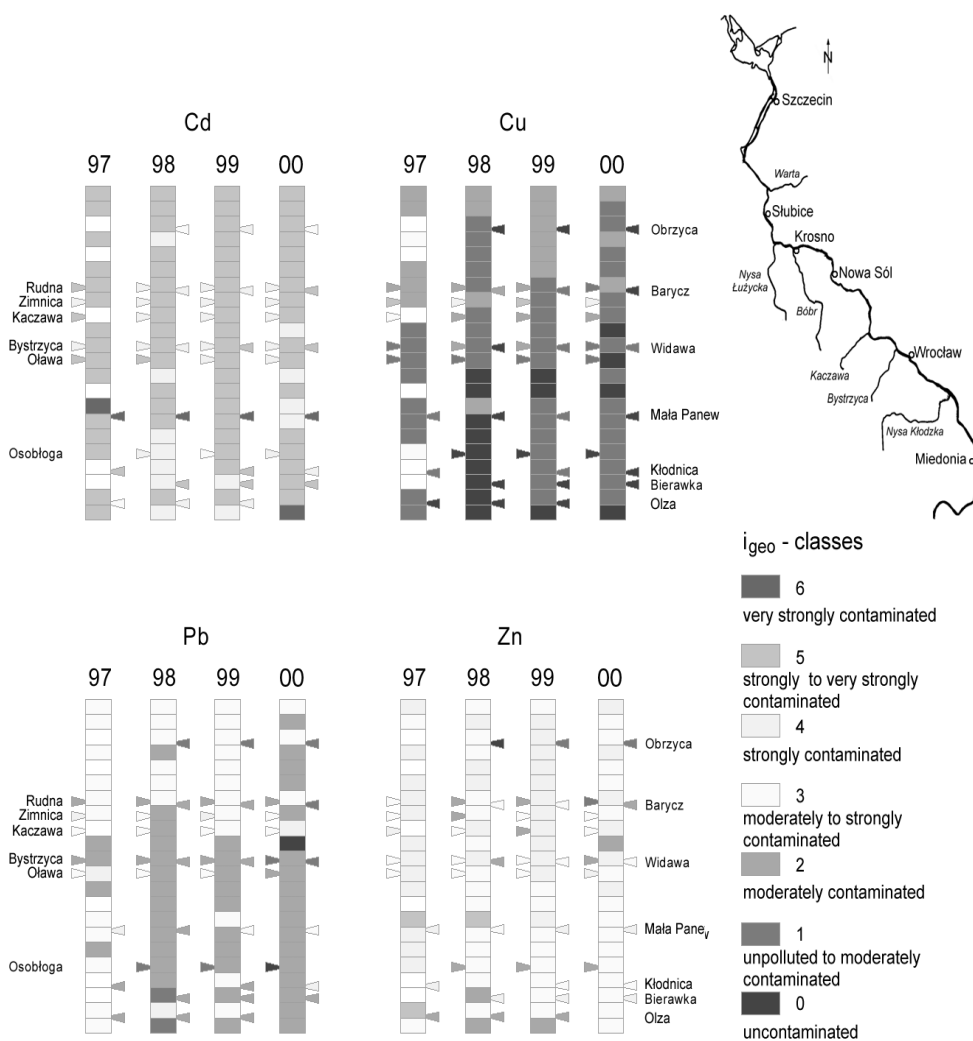 Cd
97 98 99 00
Rudna
Zimnica
Kaczawa
Bystrzyca
Oława
Osobłoga
Cu
97 98 99 00
Obrzyca
Barycz
Widawa
Mała Panew
Kłodnica
Bierawka
Olza
N
Szczecin
Warta
Słubice
Krosno
Nysa
Łużycka
Bóbr
Nowa Sól
Kaczawa
Wrocław
Bystrzyca
Nysa Kłodzka
Miedonia
Pb
97 98 99 00
Rudna
Zimnica
Kaczawa
Bystrzyca
Oława
Osobłoga
Zn
97 98 99 00
Obrzyca
Barycz
Widawa
Mała Panew
Kłodnica
Bierawka
Olza
igeo - classes
6
very strongly contaminated
5
strongly to very strongly
contaminated
4
strongly contaminated
3
moderately to strongly
contaminated
2
moderately contaminated
1
unpolluted to moderately
contaminated
0
uncontaminated